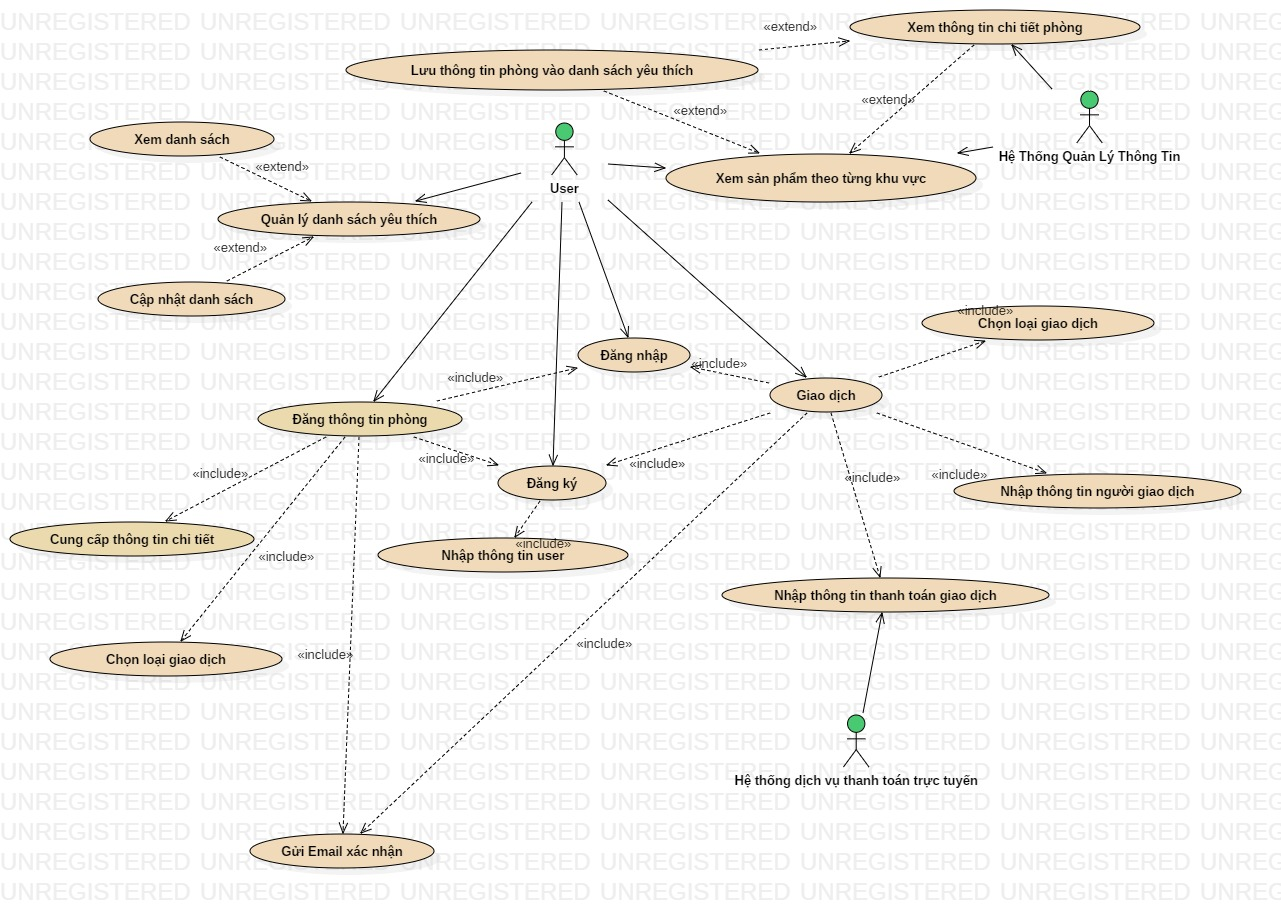 Xem thông tin chi tiết phòng
«extend»
Lưu thông tin phòng vào danh sách yêu thích
«extend»
«extend»
Xem danh sách
Hệ Thống Quản Lý Thông Tin
«extend»
Xem sản phẩm theo từng khu vực
User
Quản lý danh sách yêu thích
«extend»
Cập nhật danh sách
«include»
Chọn loại giao dịch
Đăng nhập
«include»
«include»
Giao dịch
Đăng thông tin phòng
«include»
«include»
«include»
«include»
«include»
Đăng ký
Nhập thông tin người giao dịch
Cung cấp thông tin chi tiết
«include»
Nhập thông tin user
«include»
Nhập thông tin thanh toán giao dịch
«include»
Chọn loại giao dịch
«include»
Hệ thống dịch vụ thanh toán trực tuyến
Gửi Email xác nhận
UNREGISTERED